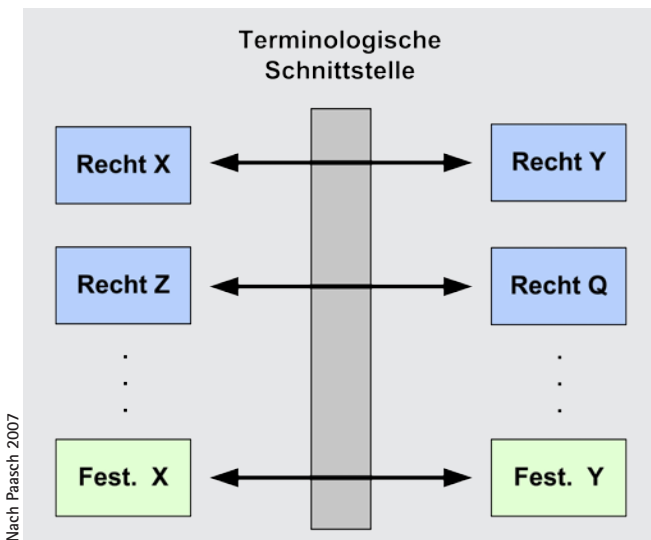 Terminologische
Schnittstelle
Recht X
Recht Y
Recht Z
Recht Q
Fest. X
Fest. Y
Nach Paasch 2007